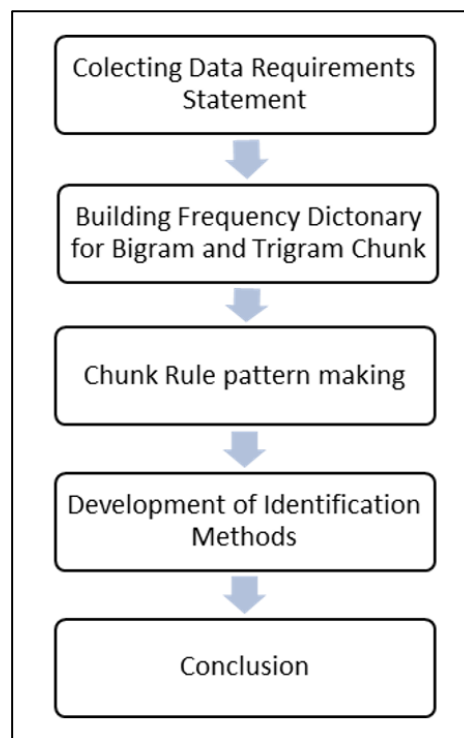 Colecting Data Requirements
Statement
Building Frequency Dictonary
for Bigram and Trigram Chunk
Chunk Rule pattern making
Development of Identification
Methods
Conclusion